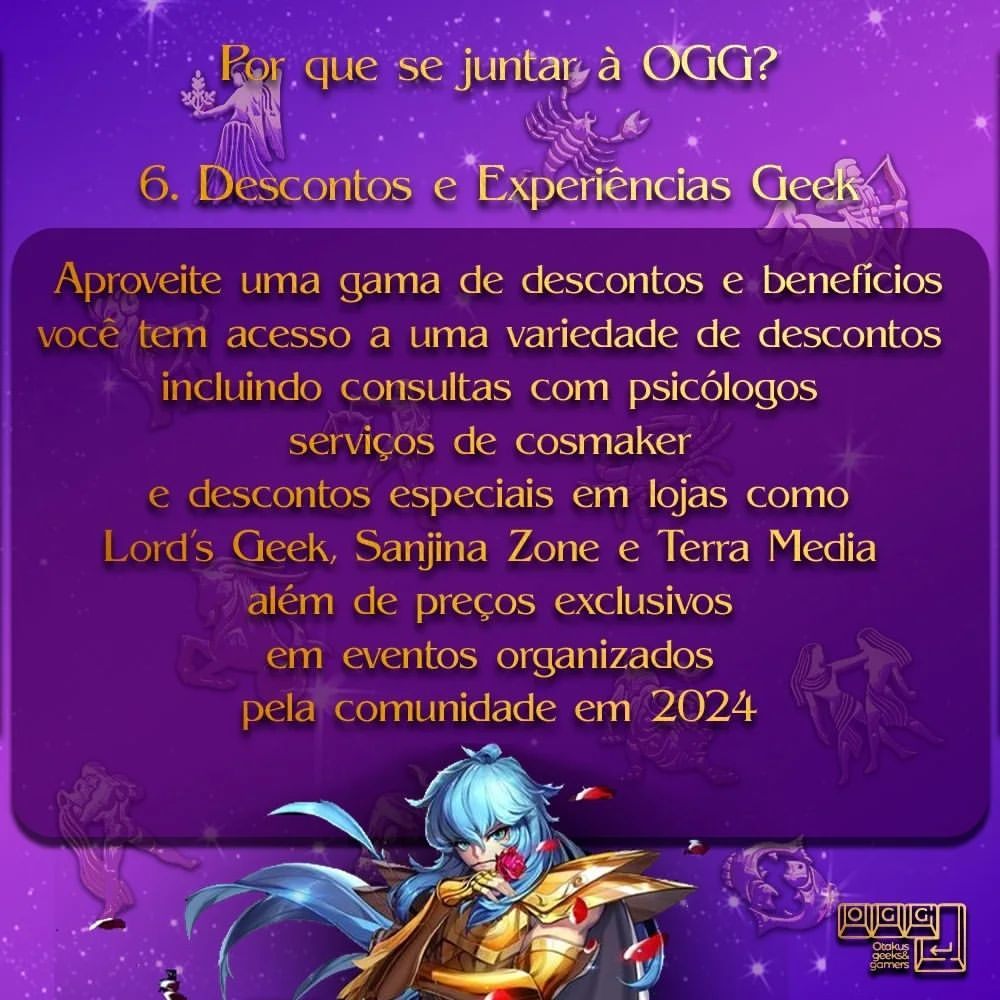 Por que se juntar à OGG?
6. Descontos e Experiências Geek
Aproveite uma gama de descontos e benefícios
você tem acesso a uma variedade de descontos
incluindo consultas com psicólogos
serviços de cosmaker
e descontos especiais em lojas como
Lord's Geek, Sanjina Zone e Terra Media
além de preços exclusivos
em eventos organizados
pela comunidade em 2024
OGG
Otakus
geeks&
gamers